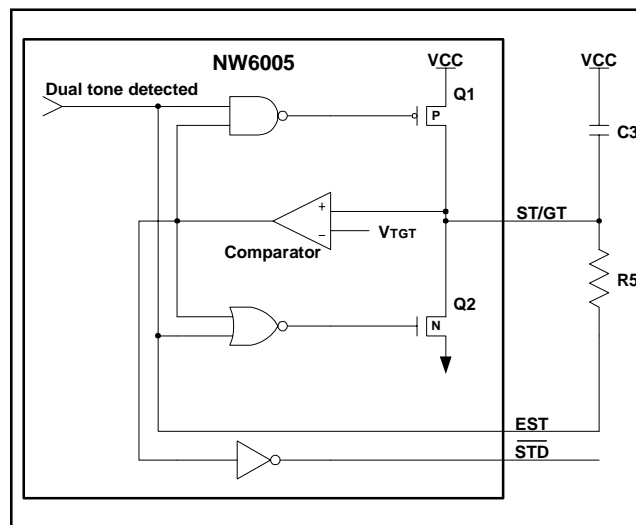 NW6005
Dual tone detected
VCC
VCC
Q1
P
C3
+
ST/GT
−
VTGT
Comparator
R5
Q2
N
EST
STD